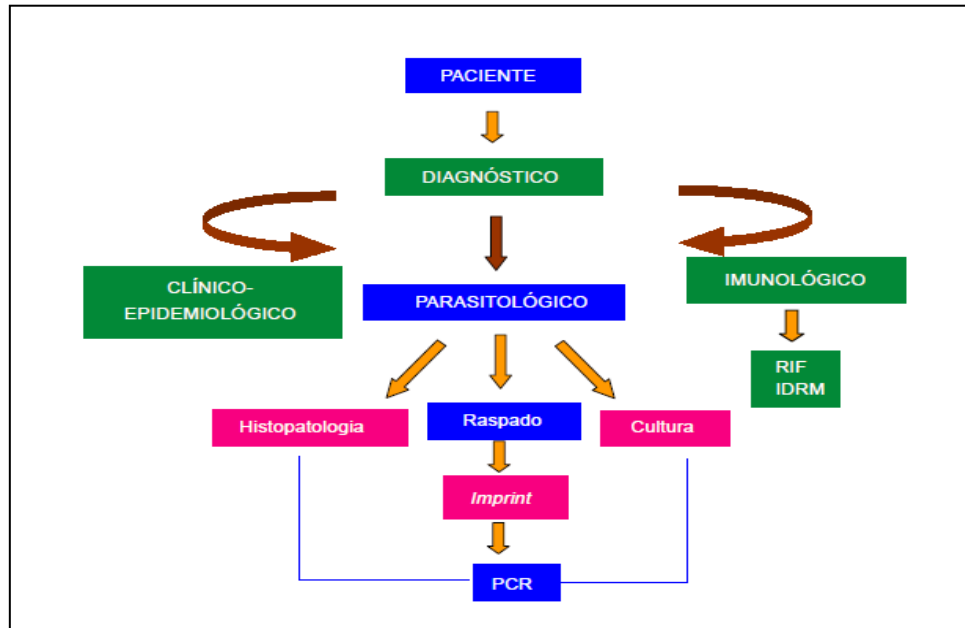 PACIENTE
DIAGNÓSTICO
CLÍNICO-
EPIDEMIOLÓGICO
PARASITOLÓGICO
IMUNOLÓGICO
RIF
IDRM
Histopatologia
Raspado
Cultura
Imprint
PCR